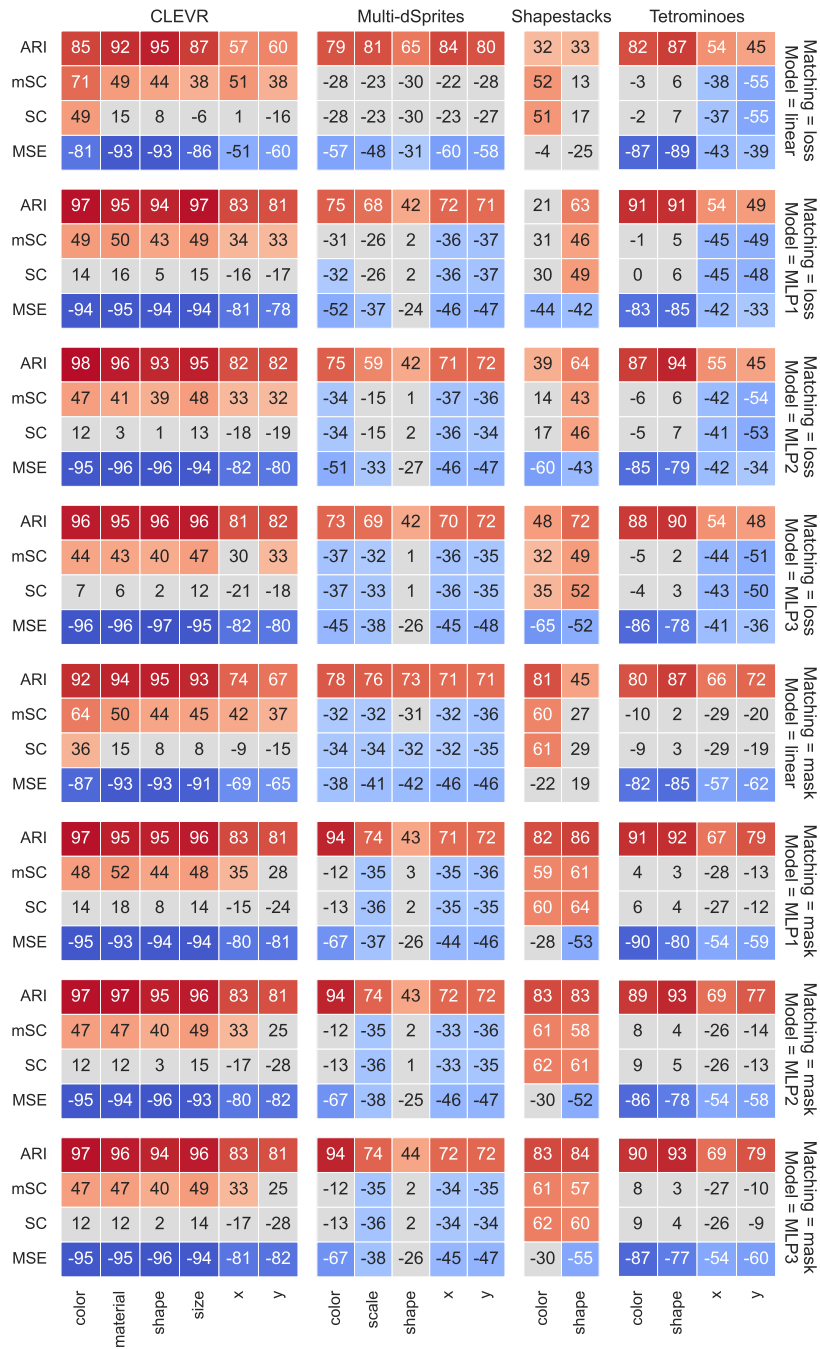 CLEVR Multi-dSprites Shapestacks Tetrominoes
ARI 85 92 95 87 57 60 79 81 65 84 80 32 33 82 87 54 45
mSC 71 49 44 38 51 38 -28 -23 -30 -22 -28 52 13 -3 6 -38 -55
SC 49 15 8 -6 1 -16 -28 -23 -30 -23 -27 51 17 -2 7 -37 -55
MSE -81 -93 -93 -86 -51 -60 -57 -48 -31 -60 -58 -4 -25 -87 -89 -43 -39
Matching = loss
Model = linear
ARI 97 95 94 97 83 81 75 68 42 72 71 21 63 91 91 54 49
mSC 49 50 43 49 34 33 -31 -26 2 -36 -37 31 46 -1 5 -45 -49
SC 14 16 5 15 -16 -17 -32 -26 2 -36 -37 30 49 0 6 -45 -48
MSE -94 -95 -94 -94 -81 -78 -52 -37 -24 -46 -47 -44 -42 -83 -85 -42 -33
Matching = loss
Model = MLP1
ARI 98 96 93 95 82 82 75 59 42 71 72 39 64 87 94 55 45
mSC 47 41 39 48 33 32 -34 -15 1 -37 -36 14 43 -6 6 -42 -54
SC 12 3 1 13 -18 -19 -34 -15 2 -36 -34 17 46 -5 7 -41 -53
MSE -95 -96 -96 -94 -82 -80 -51 -33 -27 -46 -47 -60 -43 -85 -79 -42 -34
Matching = loss
Model = MLP2
ARI 96 95 96 96 81 82 73 69 42 70 72 48 72 88 90 54 48
mSC 44 43 40 47 30 33 -37 -32 1 -36 -35 32 49 -5 2 -44 -51
SC 7 6 2 12 -21 -18 -37 -33 1 -36 -35 35 52 -4 3 -43 -50
MSE -96 -96 -97 -95 -82 -80 -45 -38 -26 -45 -48 -65 -52 -86 -78 -41 -36
Matching = loss
Model = MLP3
ARI 92 94 95 93 74 67 78 76 73 71 71 81 45 80 87 66 72
mSC 64 50 44 45 42 37 -32 -32 -31 -32 -36 60 27 -10 2 -29 -20
SC 36 15 8 8 -9 -15 -34 -34 -32 -32 -35 61 29 -9 3 -29 -19
MSE -87 -93 -93 -91 -69 -65 -38 -41 -42 -46 -46 -22 19 -82 -85 -57 -62
Matching = mask
Model = linear
ARI 97 95 95 96 83 81 94 74 43 71 72 82 86 91 92 67 79
mSC 48 52 44 48 35 28 -12 -35 3 -35 -36 59 61 4 3 -28 -13
SC 14 18 8 14 -15 -24 -13 -36 2 -35 -35 60 64 6 4 -27 -12
MSE -95 -93 -94 -94 -80 -81 -67 -37 -26 -44 -46 -28 -53 -90 -80 -54 -59
Matching = mask
Model = MLP1
ARI 97 97 95 96 83 81 94 74 43 72 72 83 83 89 93 69 77
mSC 47 47 40 49 33 25 -12 -35 2 -33 -36 61 58 8 4 -26 -14
SC 12 12 3 15 -17 -28 -13 -36 1 -33 -35 62 61 9 5 -26 -13
MSE -95 -94 -96 -93 -80 -82 -67 -38 -25 -46 -47 -30 -52 -86 -78 -54 -58
Matching = mask
Model = MLP2
ARI 97 96 94 96 83 81 94 74 44 72 72 83 84 90 93 69 79
mSC 47 47 40 49 33 25 -12 -35 2 -34 -35 61 57 8 3 -27 -10
SC 12 12 2 14 -17 -28 -13 -36 2 -34 -34 62 60 9 4 -26 -9
MSE -95 -95 -96 -94 -81 -82 -67 -38 -26 -45 -47 -30 -55 -87 -77 -54 -60
Matching = mask
Model = MLP3
color material shape size x y color scale shape x y color shape color shape x y